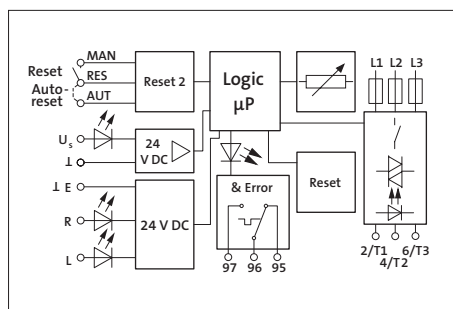 MAN
Reset RES
Auto-
reset AUT
Reset 2
Logic
µP
L1 L2 L3
Us
24
V DC
⊥
⊥ E
R
L
24 V DC
& Error
Reset
97 96 95
2/T1 6/T3
4/T2